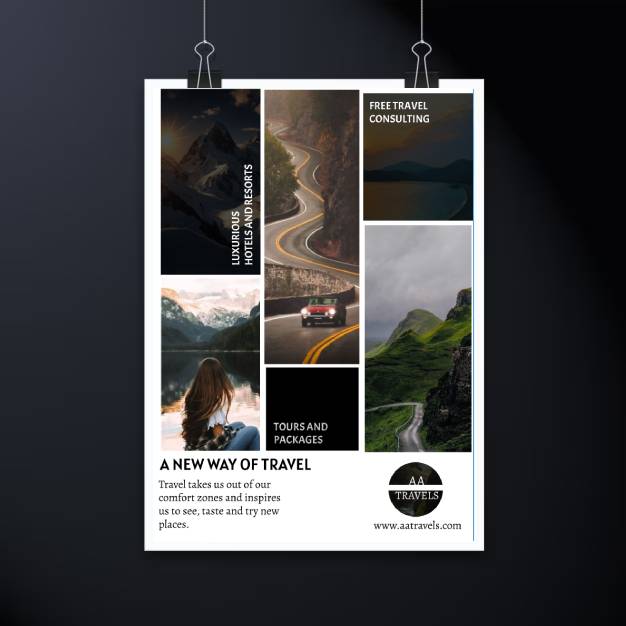 FREE TRAVEL
CONSULTING
LUXURIOUS
HOTELS AND RESORTS
TOURS AND
PACKAGES
A NEW WAY OF TRAVEL
Travel takes us out of our
comfort zones and inspires
us to see, taste and try new
places.
AA
TRAVELS
www.aatravels.com